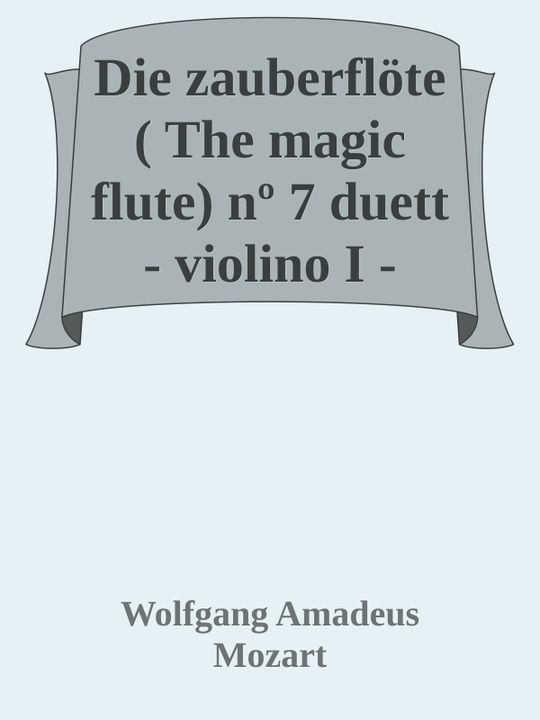 Die zauberflöte
( The magic
flute) nº 7 duett
- violino I -
Wolfgang Amadeus
Mozart